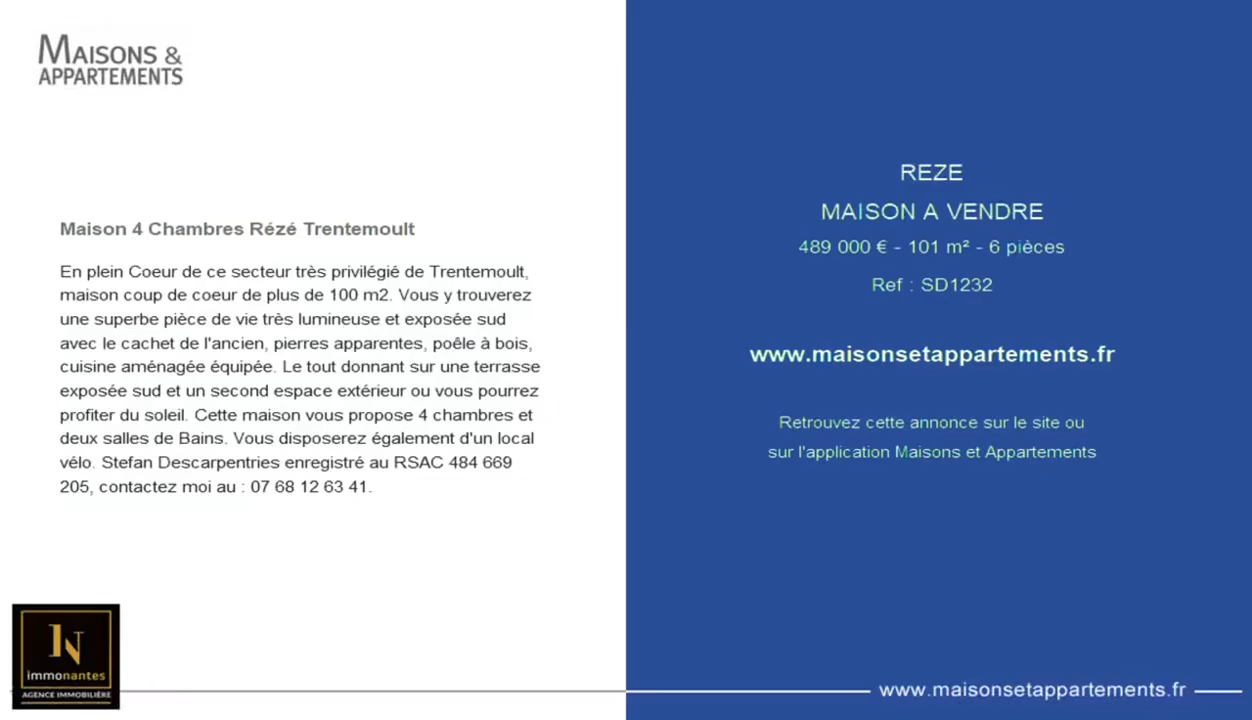 MAISONS &
APPARTEMENTS
Maison 4 Chambres Rézé Trentemoult
En plein Coeur de ce secteur très privilégié de Trentemoult,
maison coup de coeur de plus de 100 m2. Vous y trouverez
une superbe pièce de vie très lumineuse et exposée sud
avec le cachet de l'ancien, pierres apparentes, poêle à bois,
cuisine aménagée équipée. Le tout donnant sur une terrasse
exposée sud et un second espace extérieur ou vous pourrez
profiter du soleil. Cette maison vous propose 4 chambres et
deux salles de Bains. Vous disposerez également d'un local
vélo. Stefan Descarpentries enregistré au RSAC 484 669
205, contactez moi au : 07 68 12 63 41.
REZE
MAISON A VENDRE
489 000 € - 101 m² - 6 pièces
Ref : SD1232
www.maisonsetappartements.fr
Retrouvez cette annonce sur le site ou
sur l'application Maisons et Appartements
IN
immonantes
AGENCE IMMOBILIÈRE
www.maisonsetappartements.fr